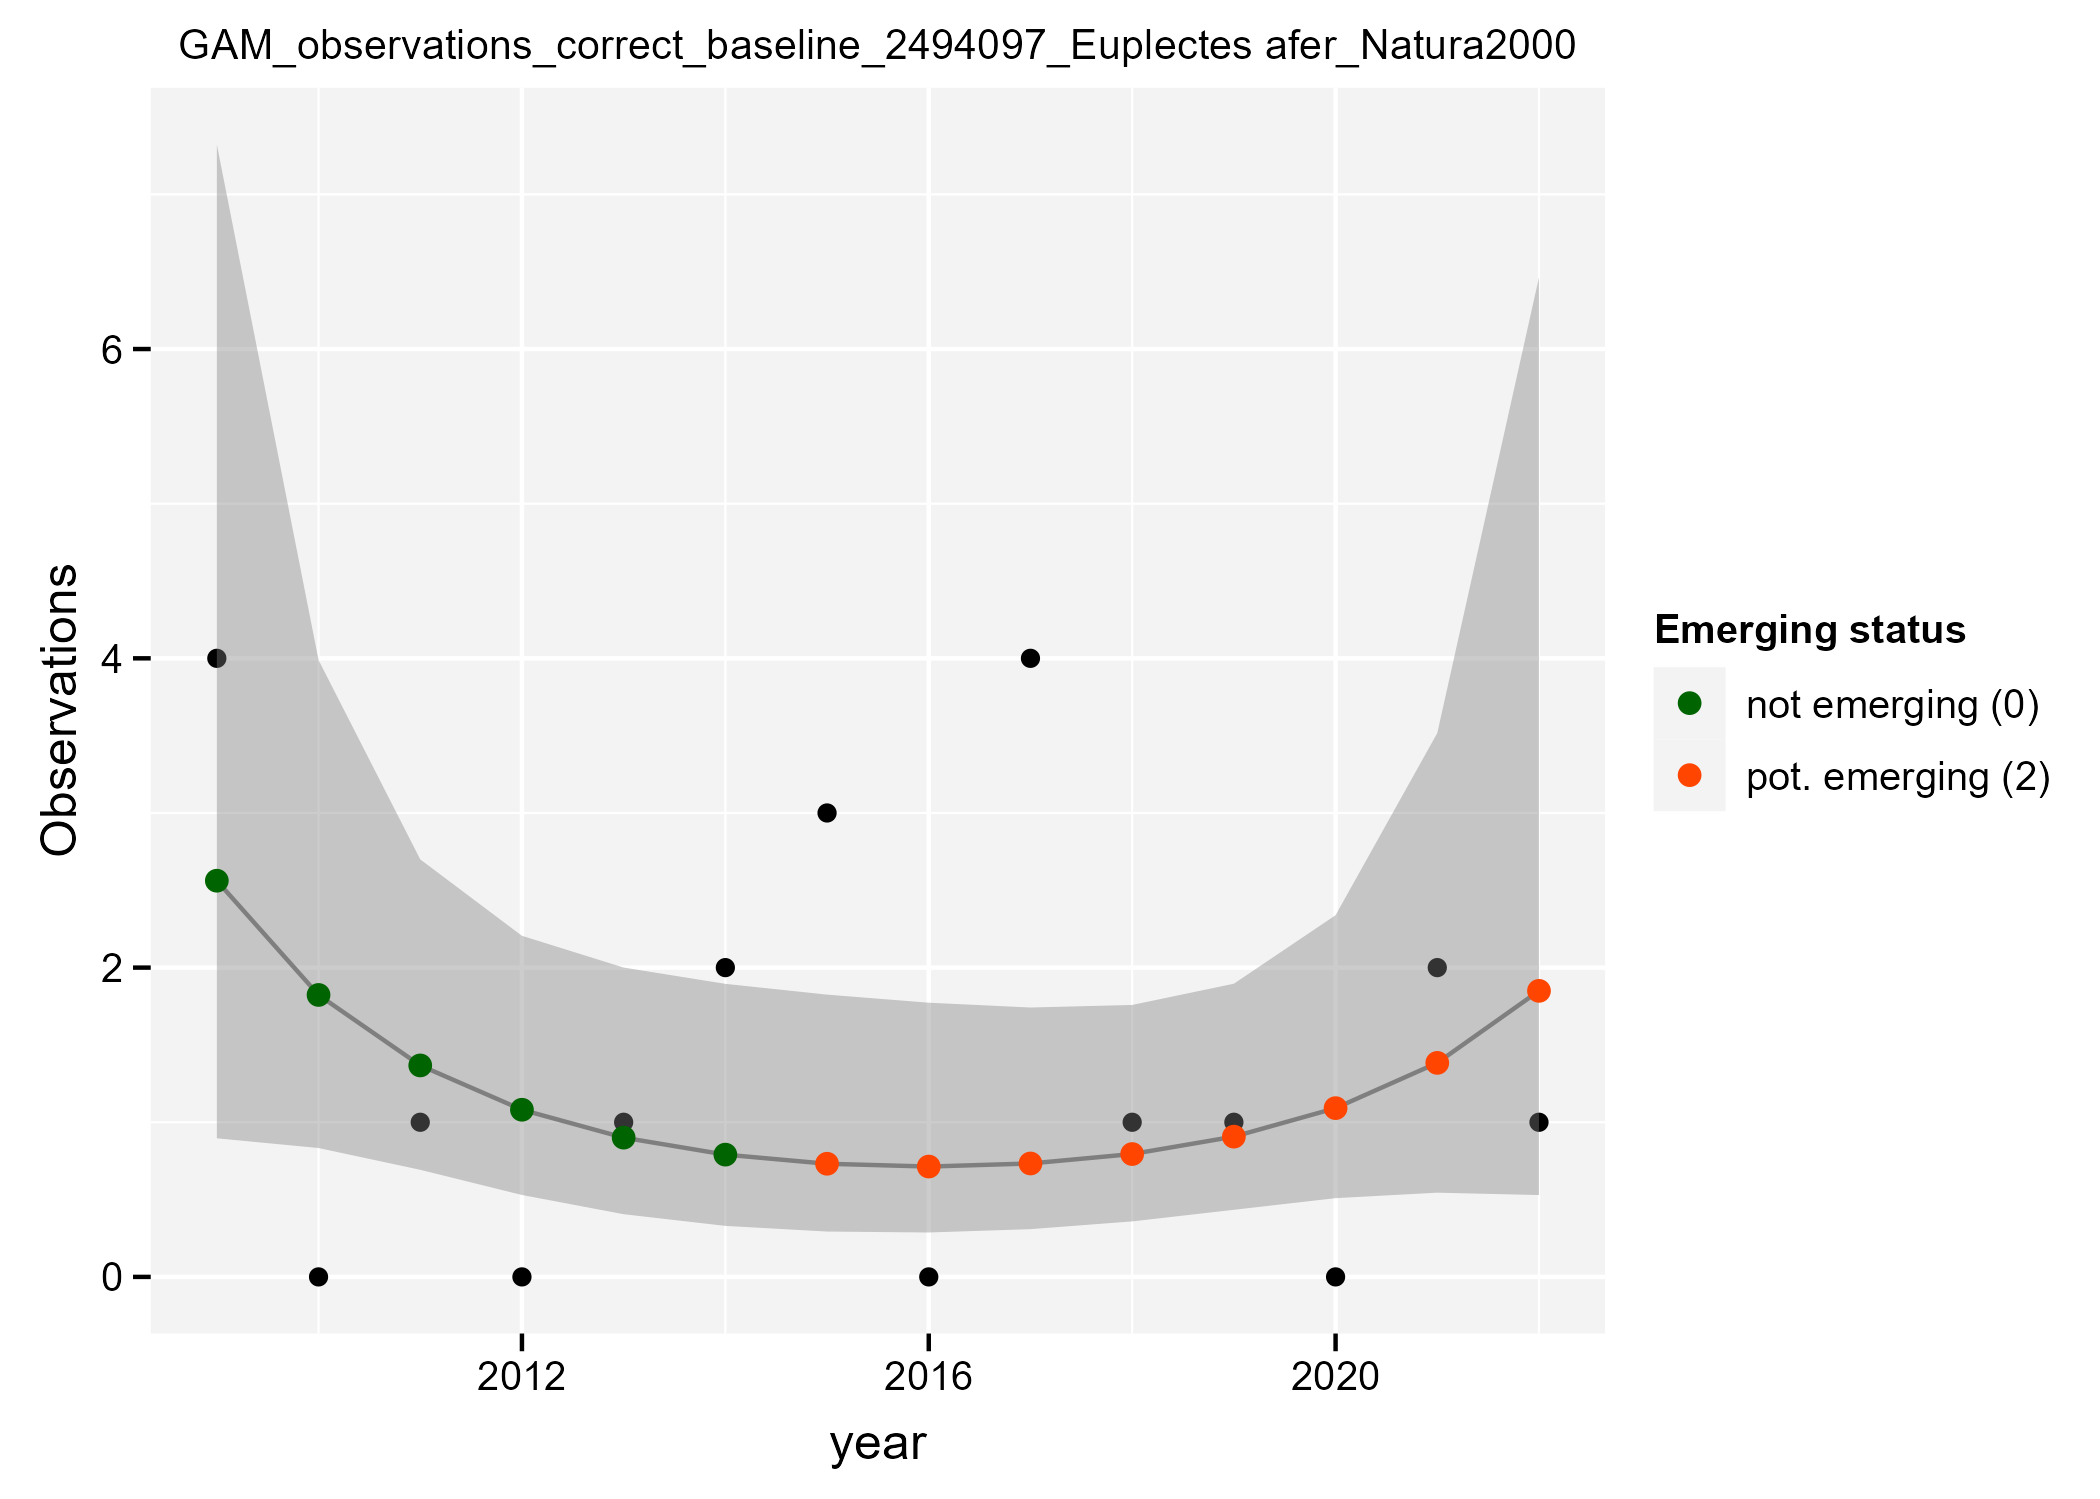 GAM_observations_correct_baseline_2494097_Euplectes afer_Natura2000
Observations
6
4
2
0
2012
2016
2020
year
Emerging status
not emerging (0)
pot. emerging (2)